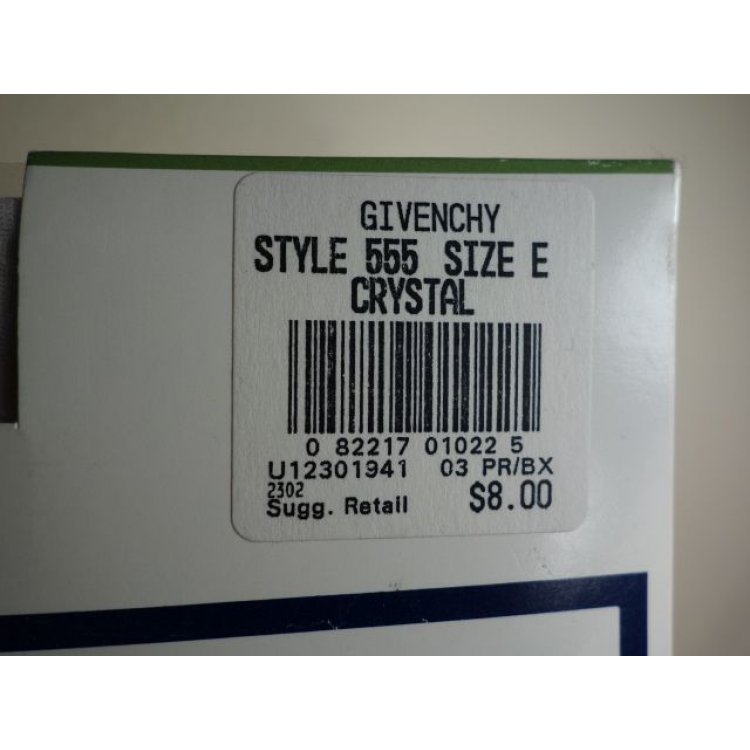 GIVENCHY
STYLE 555 SIZE E
CRYSTAL
0 82217 01022 5
U12301941 03 PR/BX
2302
Sugg. Retail $8.00